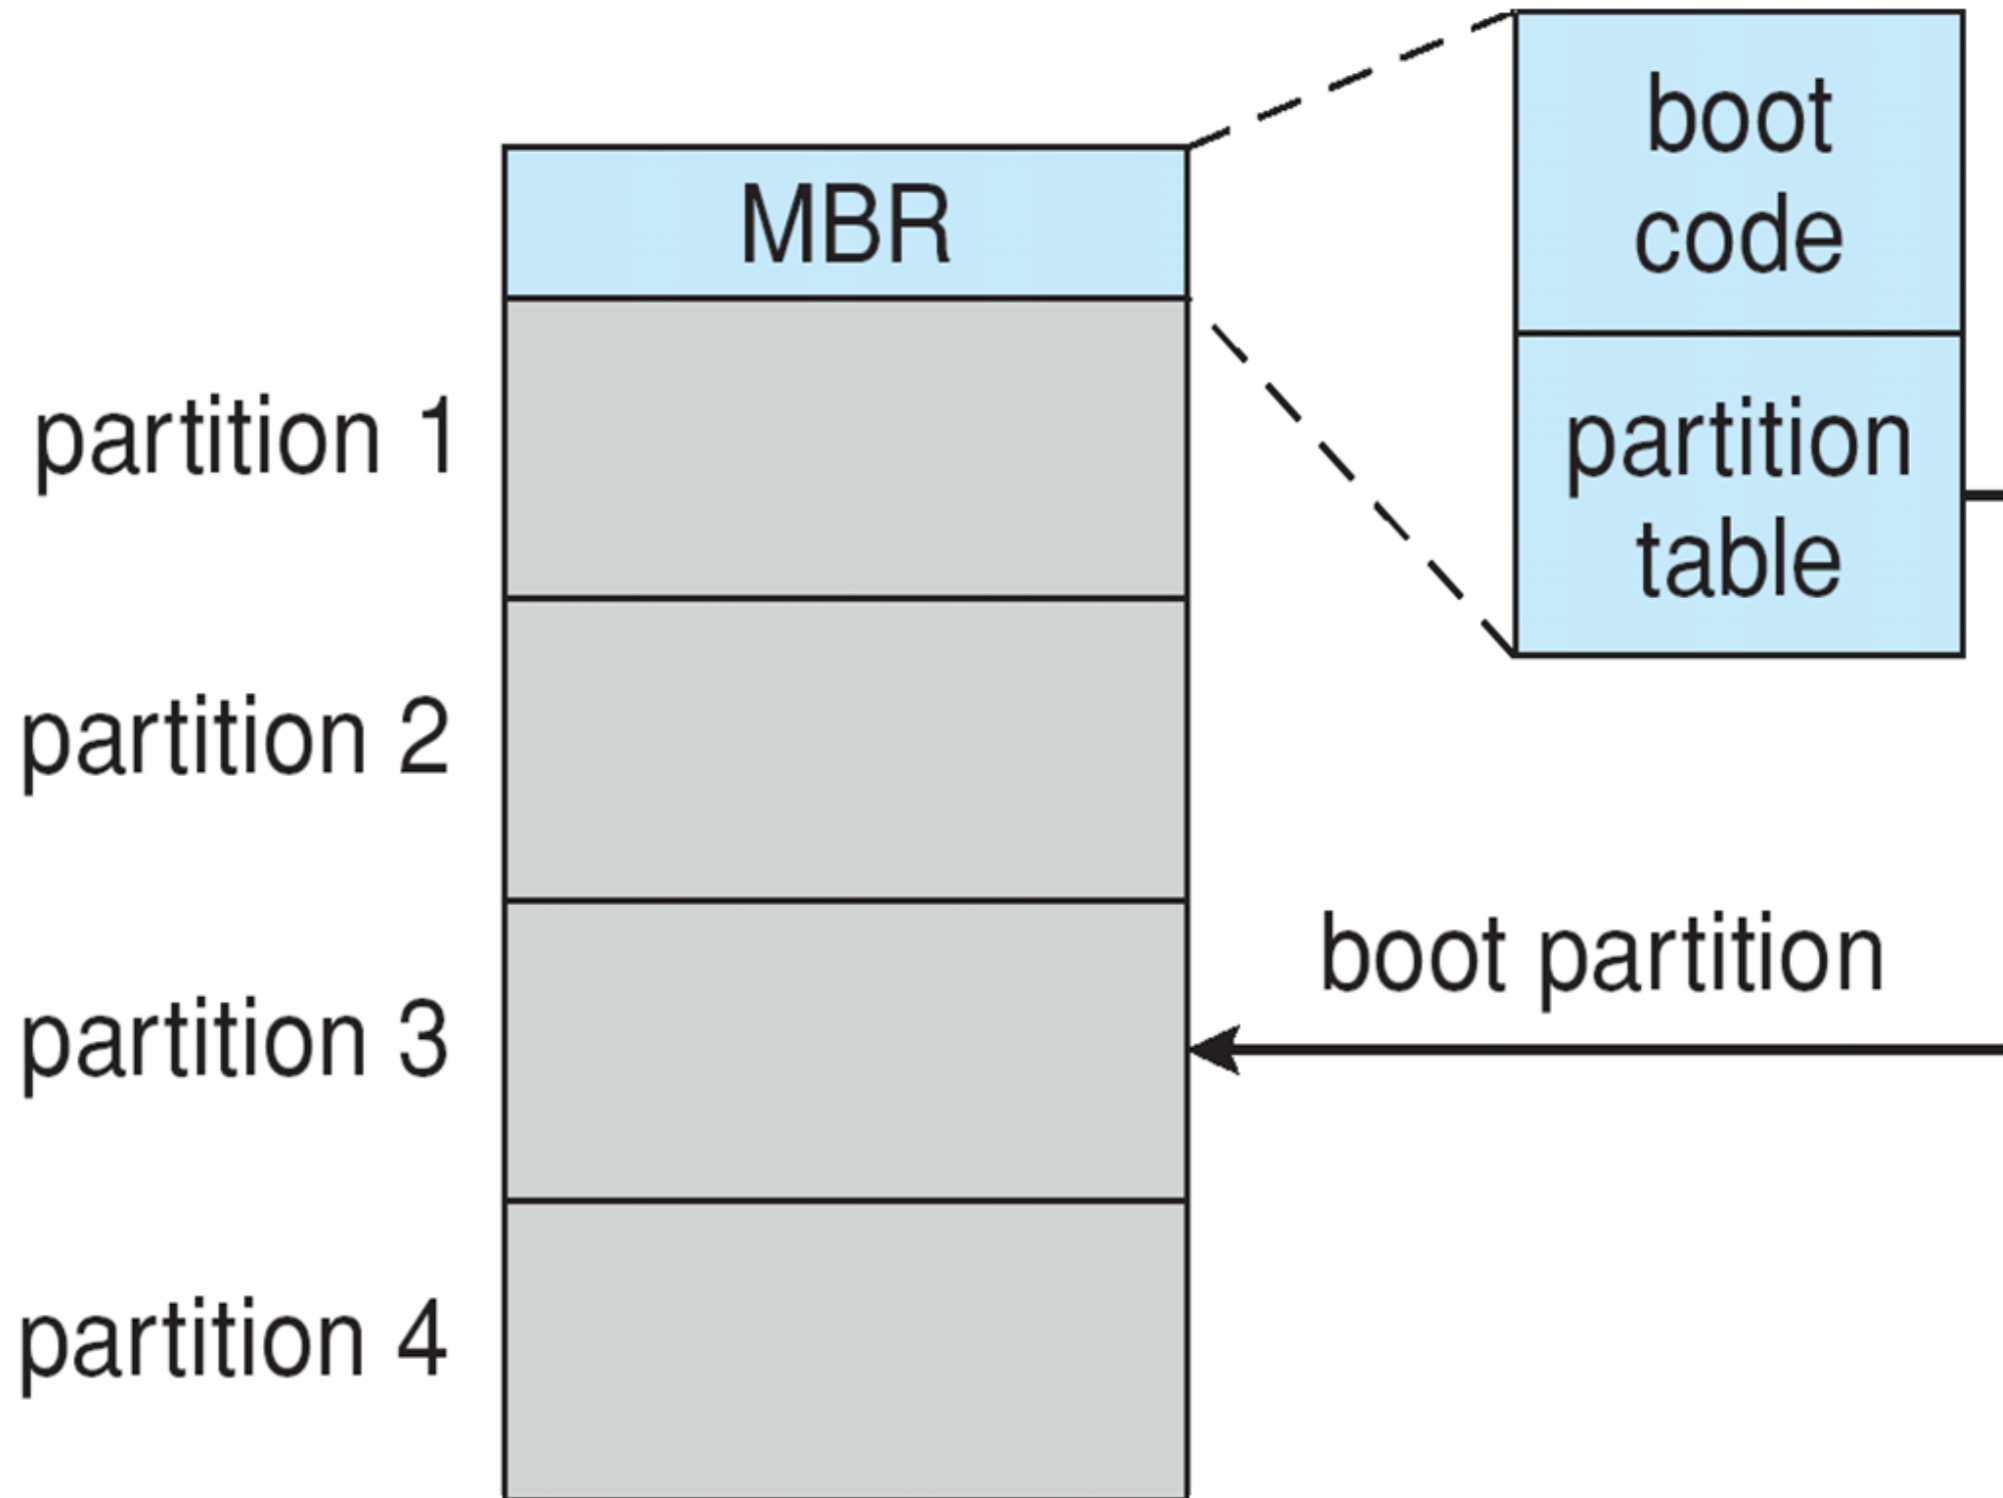 boot
code
MBR
partition 1
partition
table
partition 2
boot partition
partition 3
partition 4